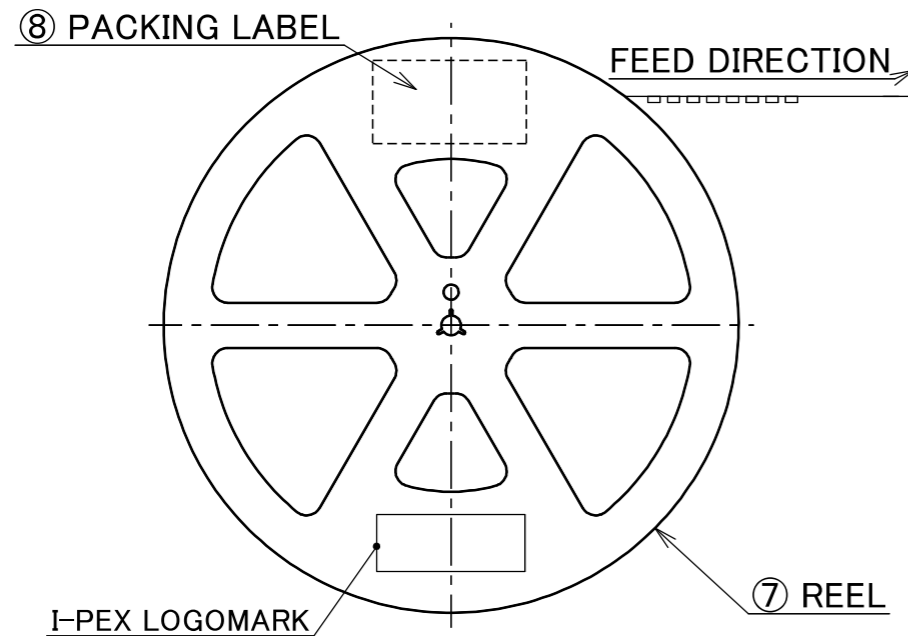 ⑧ PACKING LABEL
FEED DIRECTION
⑦ REEL
I-PEX LOGOMARK